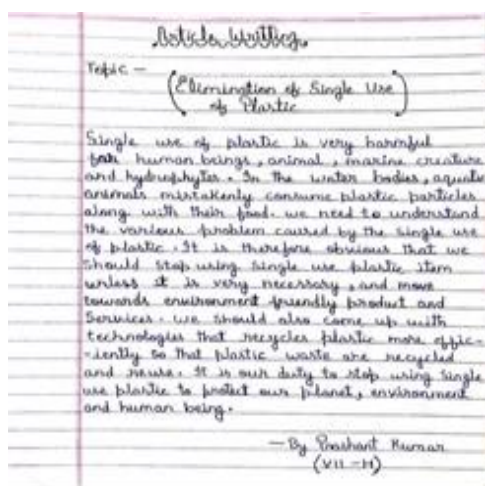 Article Writting
Topic —
(Elimination of Single Use
of Plastic)
Single use of plastic is very harmful
for human beings, animal, marine creature
and hydrophytes. In the water bodies, aquatic
animals mistakenly consume plastic particles
along with their food. we need to understand
the various problem caused by the single use
of plastic. It is therefore obvious that we
should stop using single use plastic item
unless it is very necessary, and move
towards environment friendly product and
Services. we should also come up with
technologies that recycles plastic more effic-
-iently so that plastic waste are recycled
and reuse. It is our duty to stop using single
use plastic to protect our planet, environment
and human being.
— By Prashant Kumar
(VII - H)